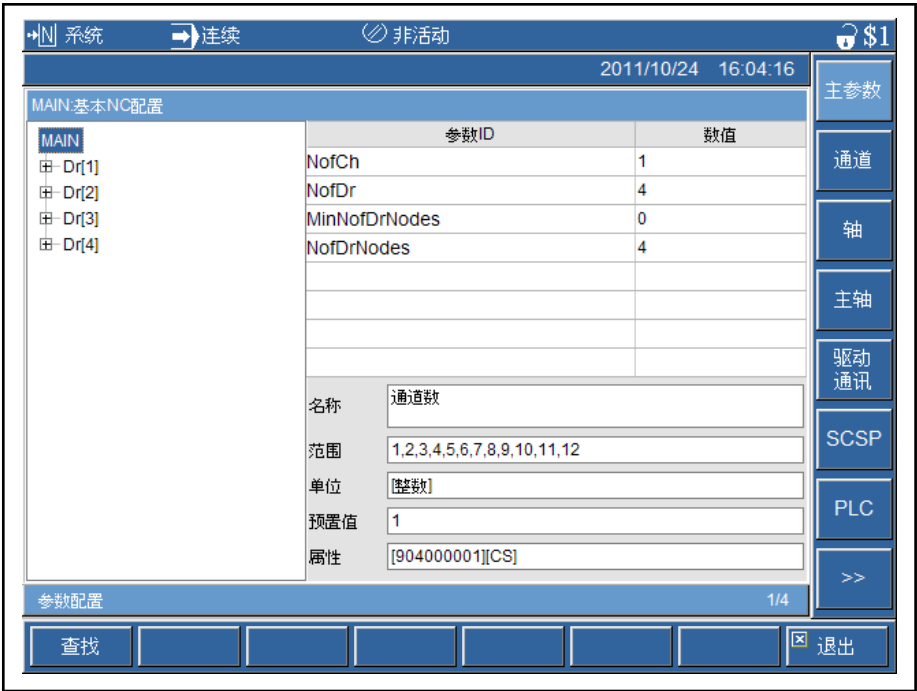 N 系统 连续 非活动 $1
2011/10/24 16:04:16
主参数
MAIN:基本NC配置
MAIN
Dr[1]
Dr[2]
Dr[3]
Dr[4]
参数ID 数值
NofCh 1
NofDr 4
MinNofDrNodes 0
NofDrNodes 4
名称 通道数
范围 1,2,3,4,5,6,7,8,9,10,11,12
单位 [整数]
预置值 1
属性 [904000001][CS]
通道
轴
主轴
驱动
通讯
SCSP
PLC
>>
参数配置 1/4
查找 退出